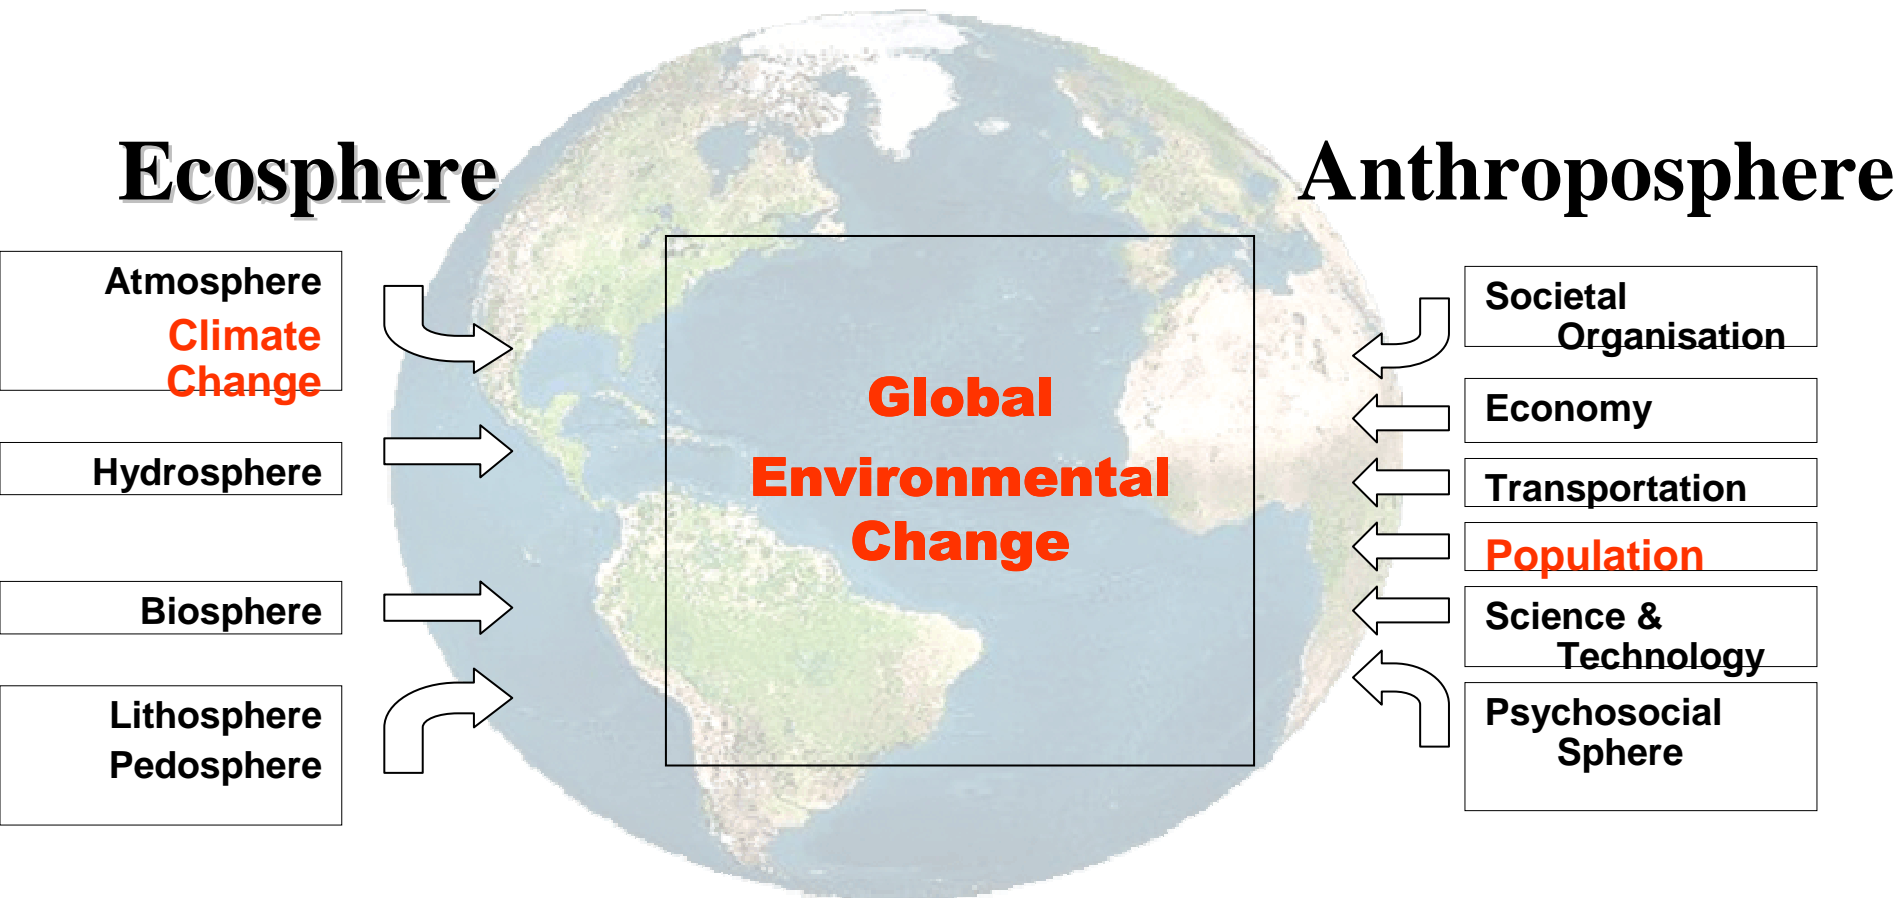 Ecosphere
Anthroposphere
Atmosphere
Climate
Change
Hydrosphere
Biosphere
Lithosphere
Pedosphere
Global
Environmental
Change
Societal
Organisation
Economy
Transportation
Population
Science &
Technology
Psychosocial
Sphere